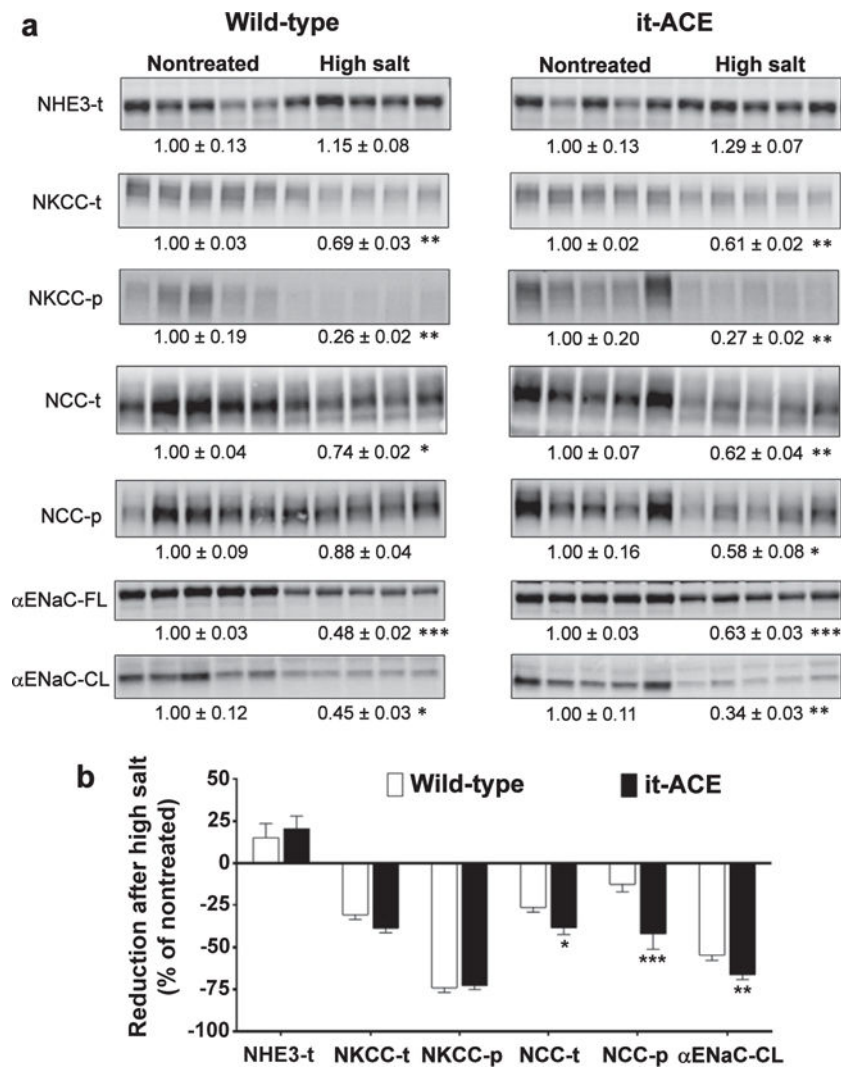 a
Wild-type it-ACE
Nontreated High salt Nontreated High salt
NHE3-t
1.00 ± 0.13 1.15 ± 0.08 1.00 ± 0.13 1.29 ± 0.07
NKCC-t
1.00 ± 0.03 0.69 ± 0.03 ** 1.00 ± 0.02 0.61 ± 0.02 **
NKCC-p
1.00 ± 0.19 0.26 ± 0.02 ** 1.00 ± 0.20 0.27 ± 0.02 **
NCC-t
1.00 ± 0.04 0.74 ± 0.02 * 1.00 ± 0.07 0.62 ± 0.04 **
NCC-p
1.00 ± 0.09 0.88 ± 0.04 1.00 ± 0.16 0.58 ± 0.08 *
αENaC-FL
1.00 ± 0.03 0.48 ± 0.02 *** 1.00 ± 0.03 0.63 ± 0.03 ***
αENaC-CL
1.00 ± 0.12 0.45 ± 0.03 * 1.00 ± 0.11 0.34 ± 0.03 **
b
Reduction after high salt
(% of nontreated)
50
25
0
-25
-50
-75
-100
Wild-type it-ACE
*
***
**
NHE3-t NKCC-t NKCC-p NCC-t NCC-p αENaC-CL